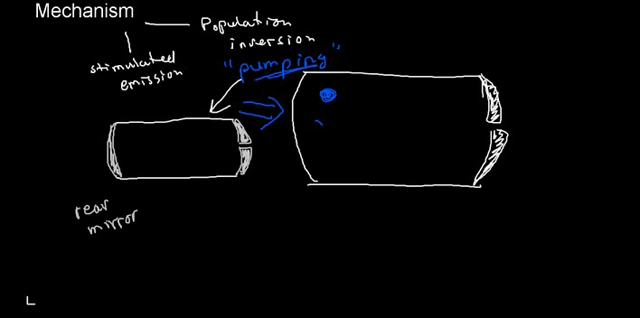 Mechanism
Population
inversion
stimulated
emission
"pumping"
rear
mirror
L